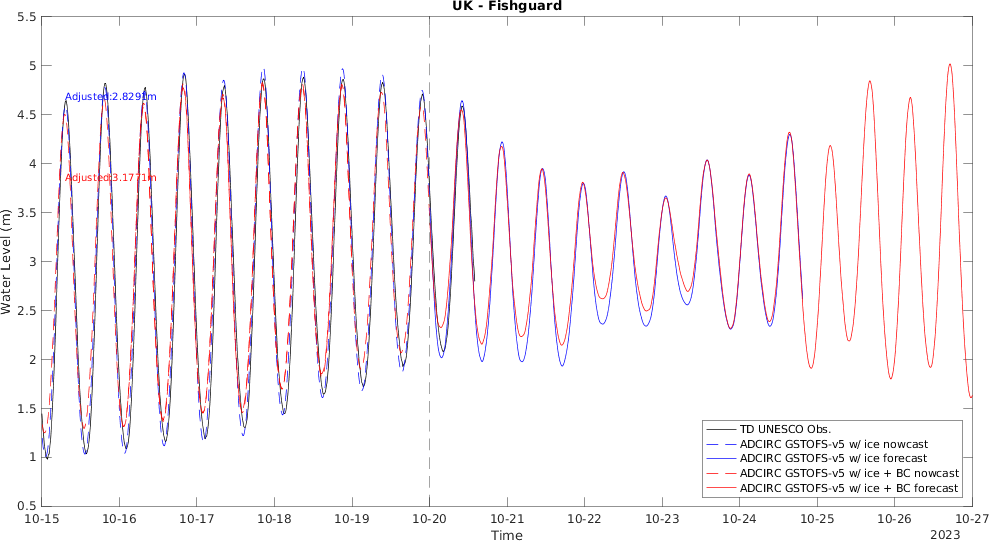 UK - Fishguard
5.5
5
4.5
4
3.5
3
2.5
2
1.5
1
0.5
Water Level (m)
Adjusted:2.8291m
Adjusted:3.1771m
TD UNESCO Obs.
ADCIRC GSTOFS-v5 w/ ice nowcast
ADCIRC GSTOFS-v5 w/ ice forecast
ADCIRC GSTOFS-v5 w/ ice + BC nowcast
ADCIRC GSTOFS-v5 w/ ice + BC forecast
10-15 10-16 10-17 10-18 10-19 10-20 10-21 10-22 10-23 10-24 10-25 10-26 10-27
Time
2023